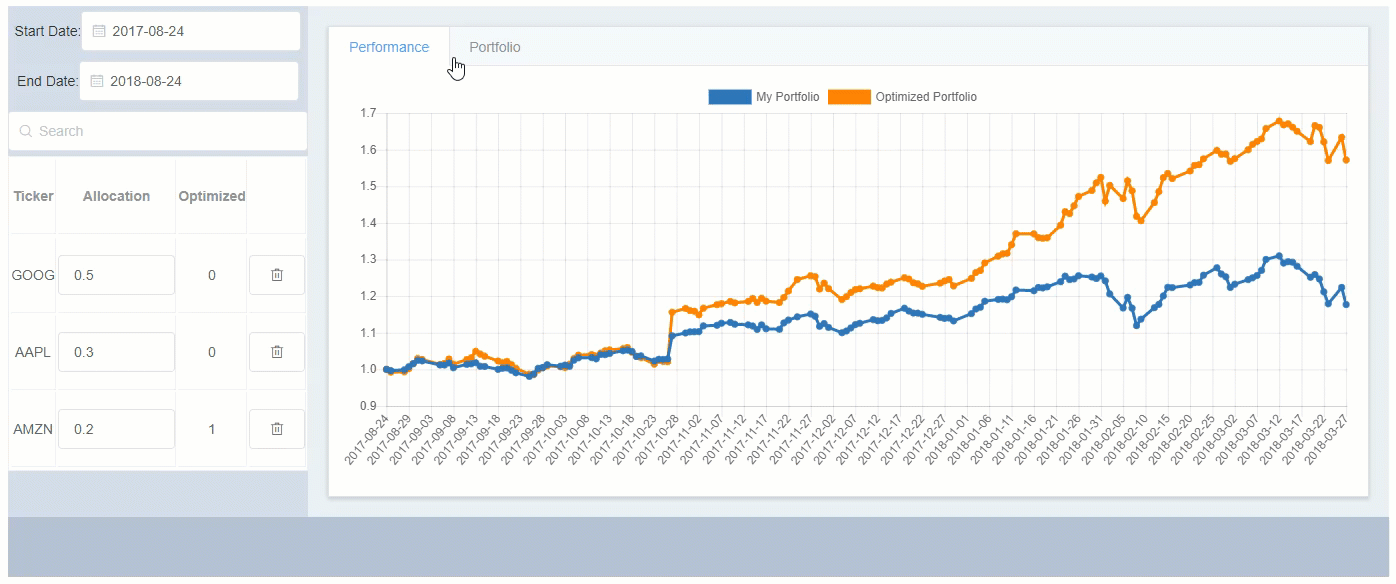 Start Date: 2017-08-24
End Date: 2018-08-24
Search
Ticker Allocation Optimized
GOOG 0.5 0
AAPL 0.3 0
AMZN 0.2 1
Performance Portfolio
My Portfolio Optimized Portfolio
1.7
1.6
1.5
1.4
1.3
1.2
1.1
1.0
0.9
2017-08-24 2017-08-29 2017-09-03 2017-09-08 2017-09-13 2017-09-18 2017-09-23 2017-09-28 2017-10-03 2017-10-08 2017-10-13 2017-10-18 2017-10-23 2017-10-28 2017-11-02 2017-11-07 2017-11-12 2017-11-17 2017-11-22 2017-11-27 2017-12-02 2017-12-07 2017-12-12 2017-12-17 2017-12-22 2017-12-27 2018-01-01 2018-01-06 2018-01-11 2018-01-16 2018-01-21 2018-01-26 2018-01-31 2018-02-05 2018-02-10 2018-02-15 2018-02-20 2018-02-25 2018-03-02 2018-03-07 2018-03-12 2018-03-17 2018-03-22 2018-03-27